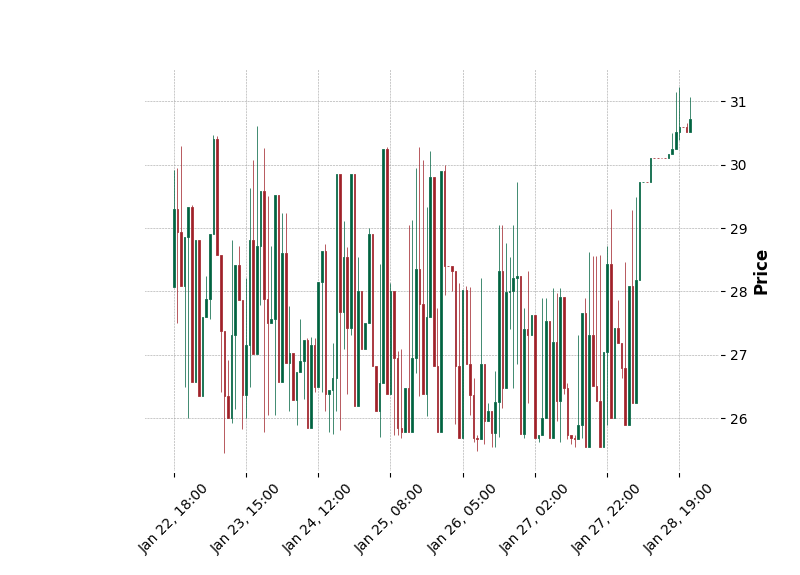 31
30
29
28
27
26
Price
Jan 22, 18:00
Jan 23, 15:00
Jan 24, 12:00
Jan 25, 08:00
Jan 26, 05:00
Jan 27, 02:00
Jan 27, 22:00
Jan 28, 19:00